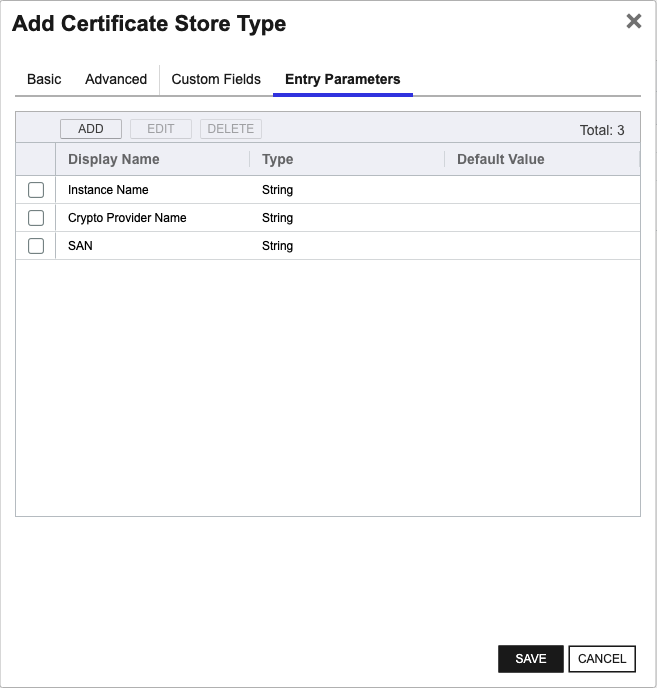 Add Certificate Store Type
Basic Advanced Custom Fields Entry Parameters
ADD EDIT DELETE Total: 3
Display Name Type Default Value
Instance Name String
Crypto Provider Name String
SAN String
SAVE CANCEL